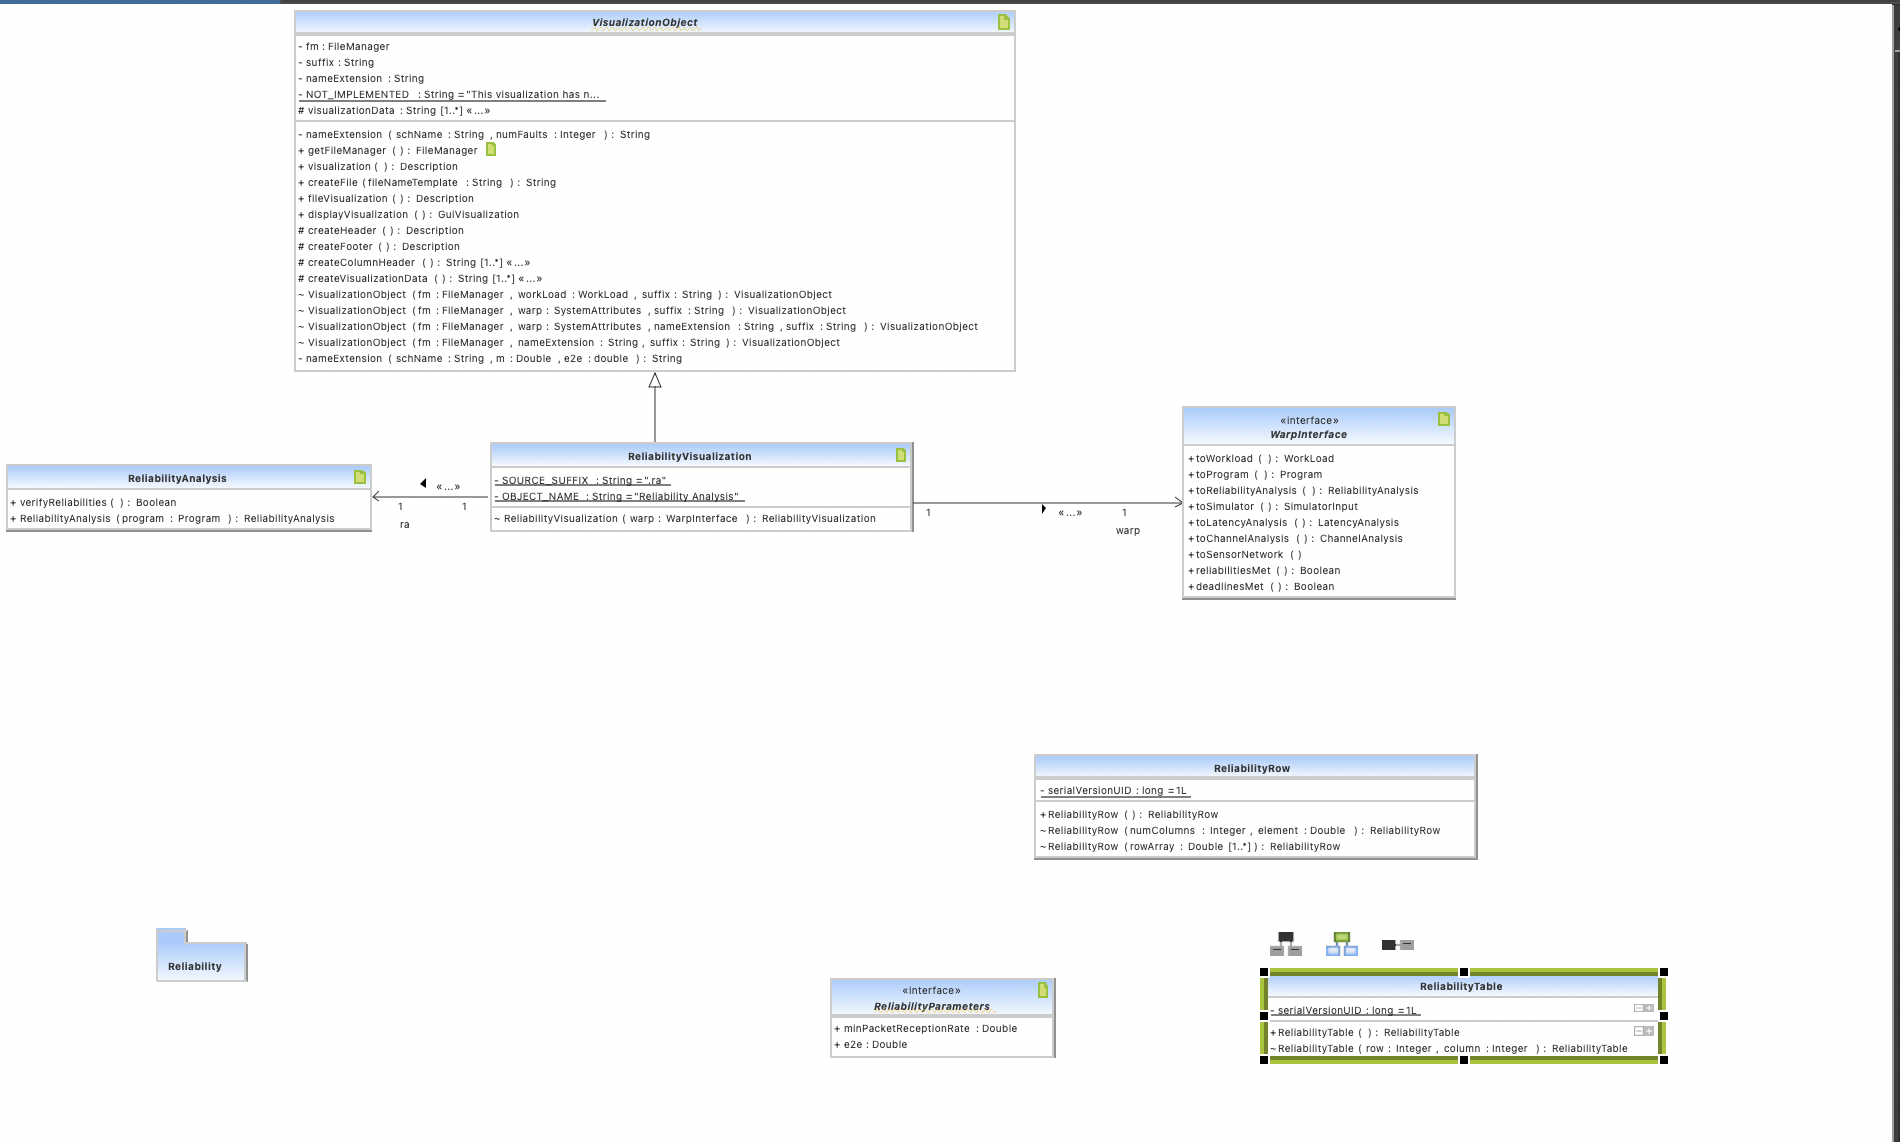 VisualizationObject
- fm : FileManager
- suffix : String
- nameExtension : String
- NOT_IMPLEMENTED : String ="This visualization has n...
# visualizationData : String [1..*] «...»
- nameExtension ( schName : String , numFaults : Integer ) : String
+ getFileManager ( ) : FileManager
+ visualization ( ) : Description
+ createFile (fileNameTemplate : String ) : String
+ fileVisualization ( ) : Description
+ displayVisualization ( ) : GuiVisualization
# createHeader ( ) : Description
# createFooter ( ) : Description
# createColumnHeader ( ) : String [1..*] «...»
# createVisualizationData ( ) : String [1..*] «...»
~ VisualizationObject (fm : FileManager , workLoad : WorkLoad , suffix : String ) : VisualizationObject
~ VisualizationObject (fm : FileManager , warp : SystemAttributes , suffix : String ) : VisualizationObject
~ VisualizationObject (fm : FileManager , warp : SystemAttributes , nameExtension : String , suffix : String ) : VisualizationObject
~ VisualizationObject (fm : FileManager , nameExtension : String , suffix : String ) : VisualizationObject
- nameExtension ( schName : String , m : Double , e2e : double ) : String
ReliabilityAnalysis
+ verifyReliabilities ( ) : Boolean
+ ReliabilityAnalysis (program : Program ) : ReliabilityAnalysis
«...»
1
1
ra
ReliabilityVisualization
- SOURCE_SUFFIX : String =".ra"
- OBJECT_NAME : String ="Reliability Analysis"
~ ReliabilityVisualization ( warp : WarpInterface ) : ReliabilityVisualization
1
«...»
1
warp
«interface»
WarpInterface
+toWorkload ( ) : WorkLoad
+toProgram ( ) : Program
+toReliabilityAnalysis ( ) : ReliabilityAnalysis
+toSimulator ( ) : SimulatorInput
+toLatencyAnalysis ( ) : LatencyAnalysis
+toChannelAnalysis ( ) : ChannelAnalysis
+toSensorNetwork ( )
+reliabilitiesMet ( ) : Boolean
+deadlinesMet ( ) : Boolean
ReliabilityRow
- serialVersionUID : long =1L
+ReliabilityRow ( ) : ReliabilityRow
~ReliabilityRow (numColumns : Integer , element : Double ) : ReliabilityRow
~ReliabilityRow (rowArray : Double [1..*] ) : ReliabilityRow
Reliability
«interface»
ReliabilityParameters
+ minPacketReceptionRate : Double
+ e2e : Double
ReliabilityTable
- serialVersionUID : long =1L
+ReliabilityTable ( ) : ReliabilityTable
~ReliabilityTable ( row : Integer , column : Integer ) : ReliabilityTable